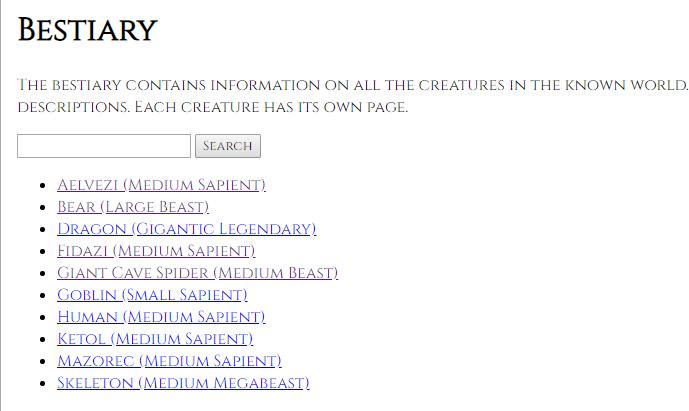 Bestiary
The bestiary contains information on all the creatures in the known world.
descriptions. Each creature has its own page.
Search
Aelvezi (Medium Sapient)
Bear (Large Beast)
Dragon (Gigantic Legendary)
Fidazi (Medium Sapient)
Giant Cave Spider (Medium Beast)
Goblin (Small Sapient)
Human (Medium Sapient)
Ketol (Medium Sapient)
Mazorec (Medium Sapient)
Skeleton (Medium Megabeast)